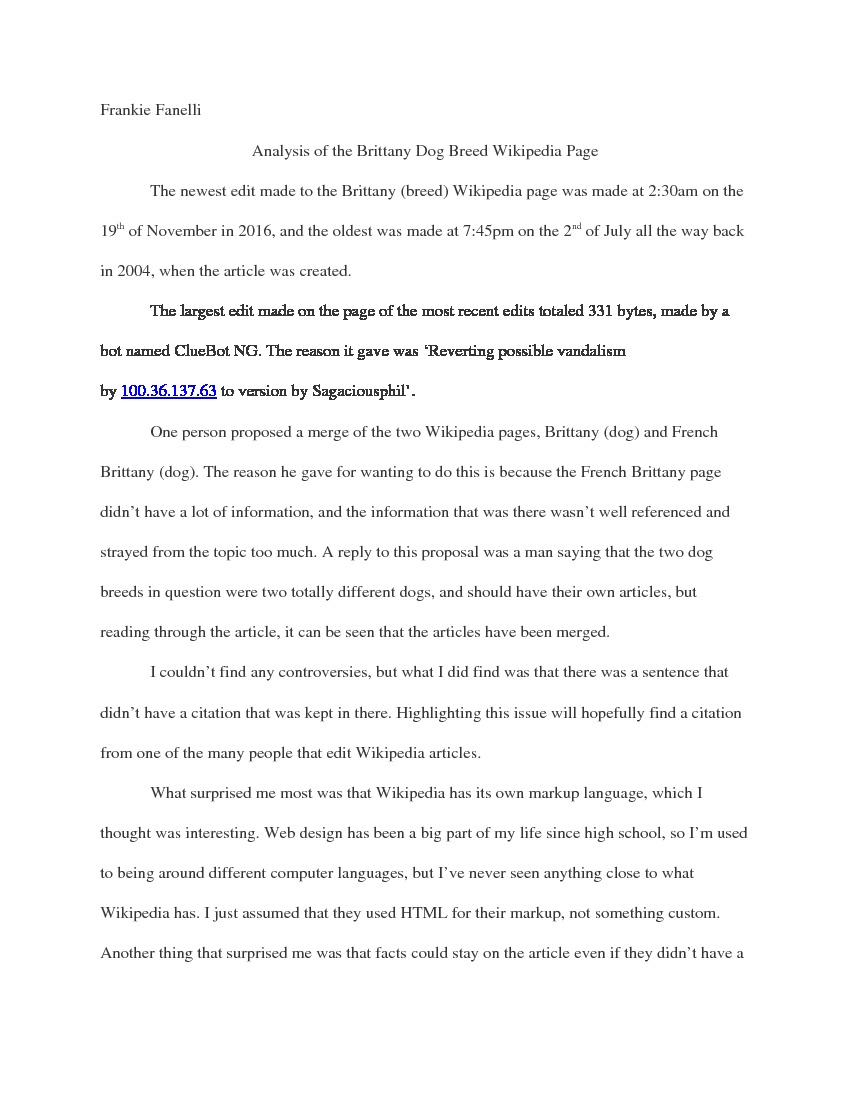 Frankie Fanelli
Analysis of the Brittany Dog Breed Wikipedia Page
The newest edit made to the Brittany (breed) Wikipedia page was made at 2:30am on the
19th of November in 2016, and the oldest was made at 7:45pm on the 2nd of July all the way back
in 2004, when the article was created.
The largest edit made on the page of the most recent edits totaled 331 bytes, made by a
bot named ClueBot NG. The reason it gave was ‘Reverting possible vandalism
by 100.36.137.63 to version by Sagaciousphil’.
One person proposed a merge of the two Wikipedia pages, Brittany (dog) and French
Brittany (dog). The reason he gave for wanting to do this is because the French Brittany page
didn’t have a lot of information, and the information that was there wasn’t well referenced and
strayed from the topic too much. A reply to this proposal was a man saying that the two dog
breeds in question were two totally different dogs, and should have their own articles, but
reading through the article, it can be seen that the articles have been merged.
I couldn’t find any controversies, but what I did find was that there was a sentence that
didn’t have a citation that was kept in there. Highlighting this issue will hopefully find a citation
from one of the many people that edit Wikipedia articles.
What surprised me most was that Wikipedia has its own markup language, which I
thought was interesting. Web design has been a big part of my life since high school, so I’m used
to being around different computer languages, but I’ve never seen anything close to what
Wikipedia has. I just assumed that they used HTML for their markup, not something custom.
Another thing that surprised me was that facts could stay on the article even if they didn’t have a